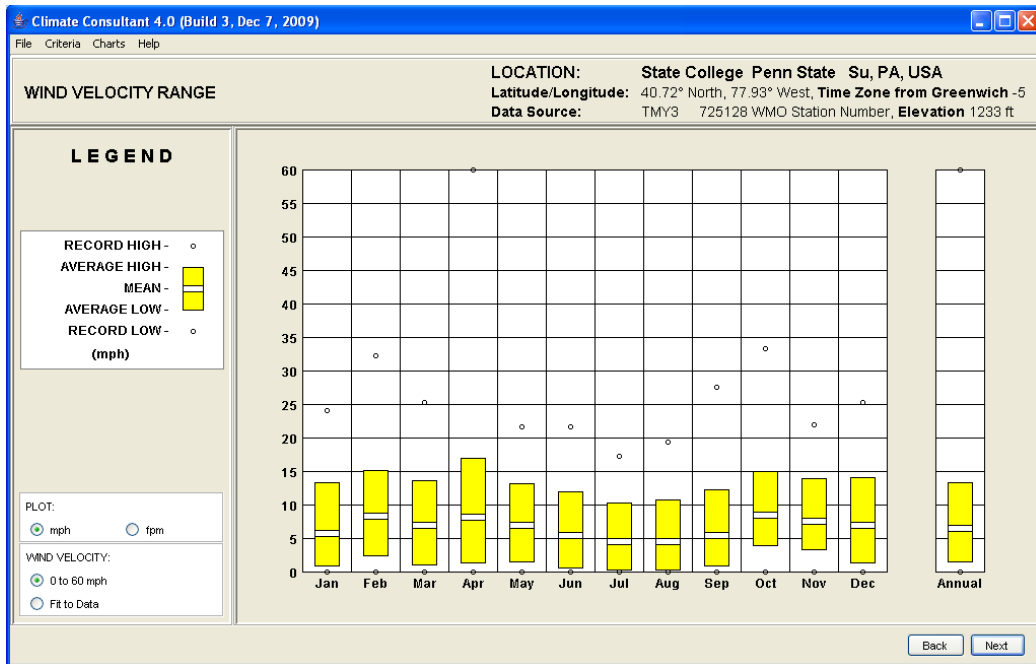 Climate Consultant 4.0 (Build 3, Dec 7, 2009)
File Criteria Charts Help
WIND VELOCITY RANGE
LOCATION: State College Penn State Su, PA, USA
Latitude/Longitude: 40.72° North, 77.93° West, Time Zone from Greenwich -5
Data Source: TMY3 725128 WMO Station Number, Elevation 1233 ft
LEGEND
RECORD HIGH -
AVERAGE HIGH -
MEAN -
AVERAGE LOW -
RECORD LOW -
(mph)
PLOT:
mph fpm
WIND VELOCITY:
0 to 60 mph
Fit to Data
60
55
50
45
40
35
30
25
20
15
10
5
0
Jan Feb Mar Apr May Jun Jul Aug Sep Oct Nov Dec Annual
Back Next